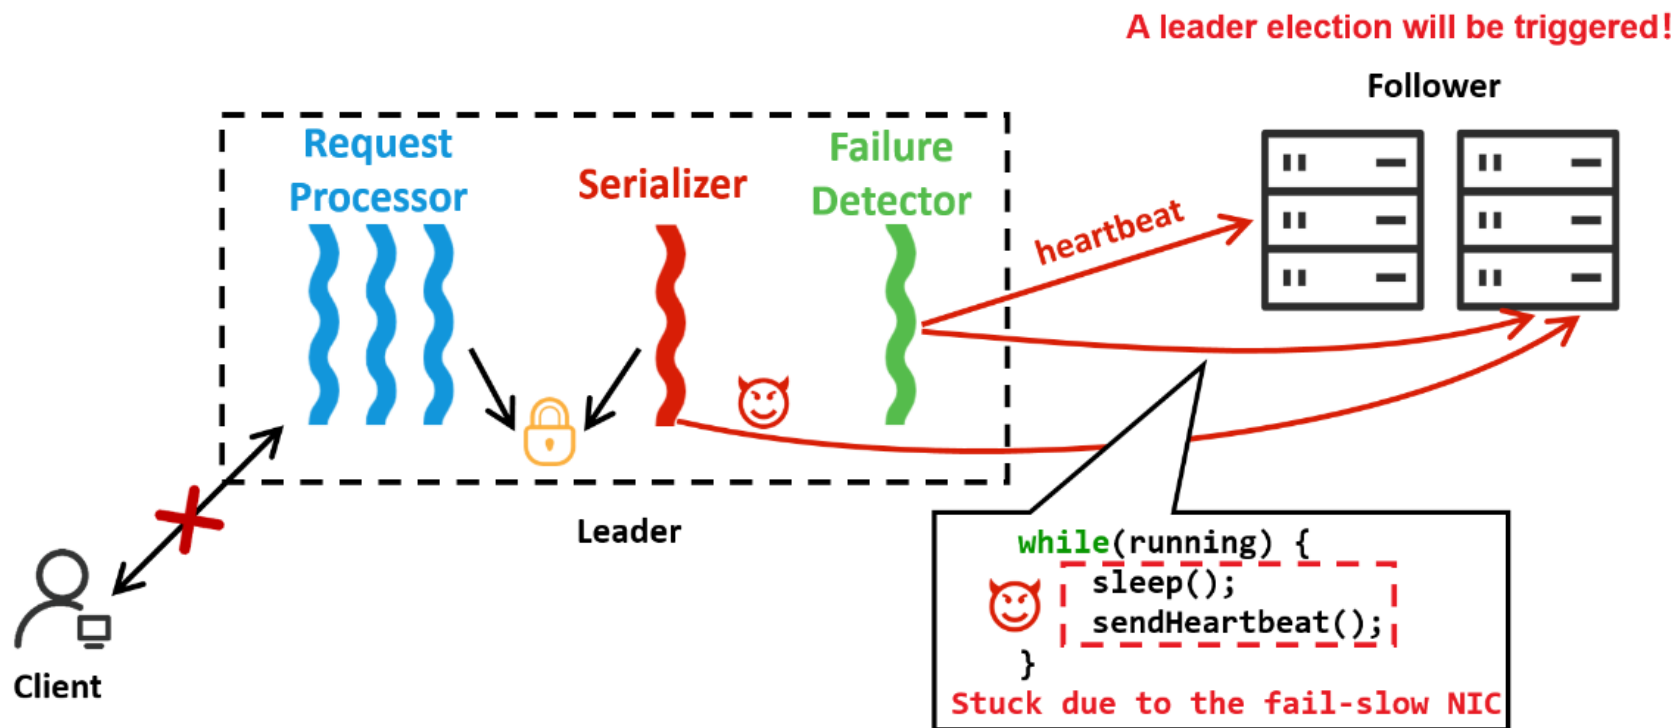 A leader election will be triggered!
Follower
Request
Processor
Serializer
Failure
Detector
heartbeat
Leader
Client
while(running) {
sleep();
sendHeartbeat();
}
Stuck due to the fail-slow NIC